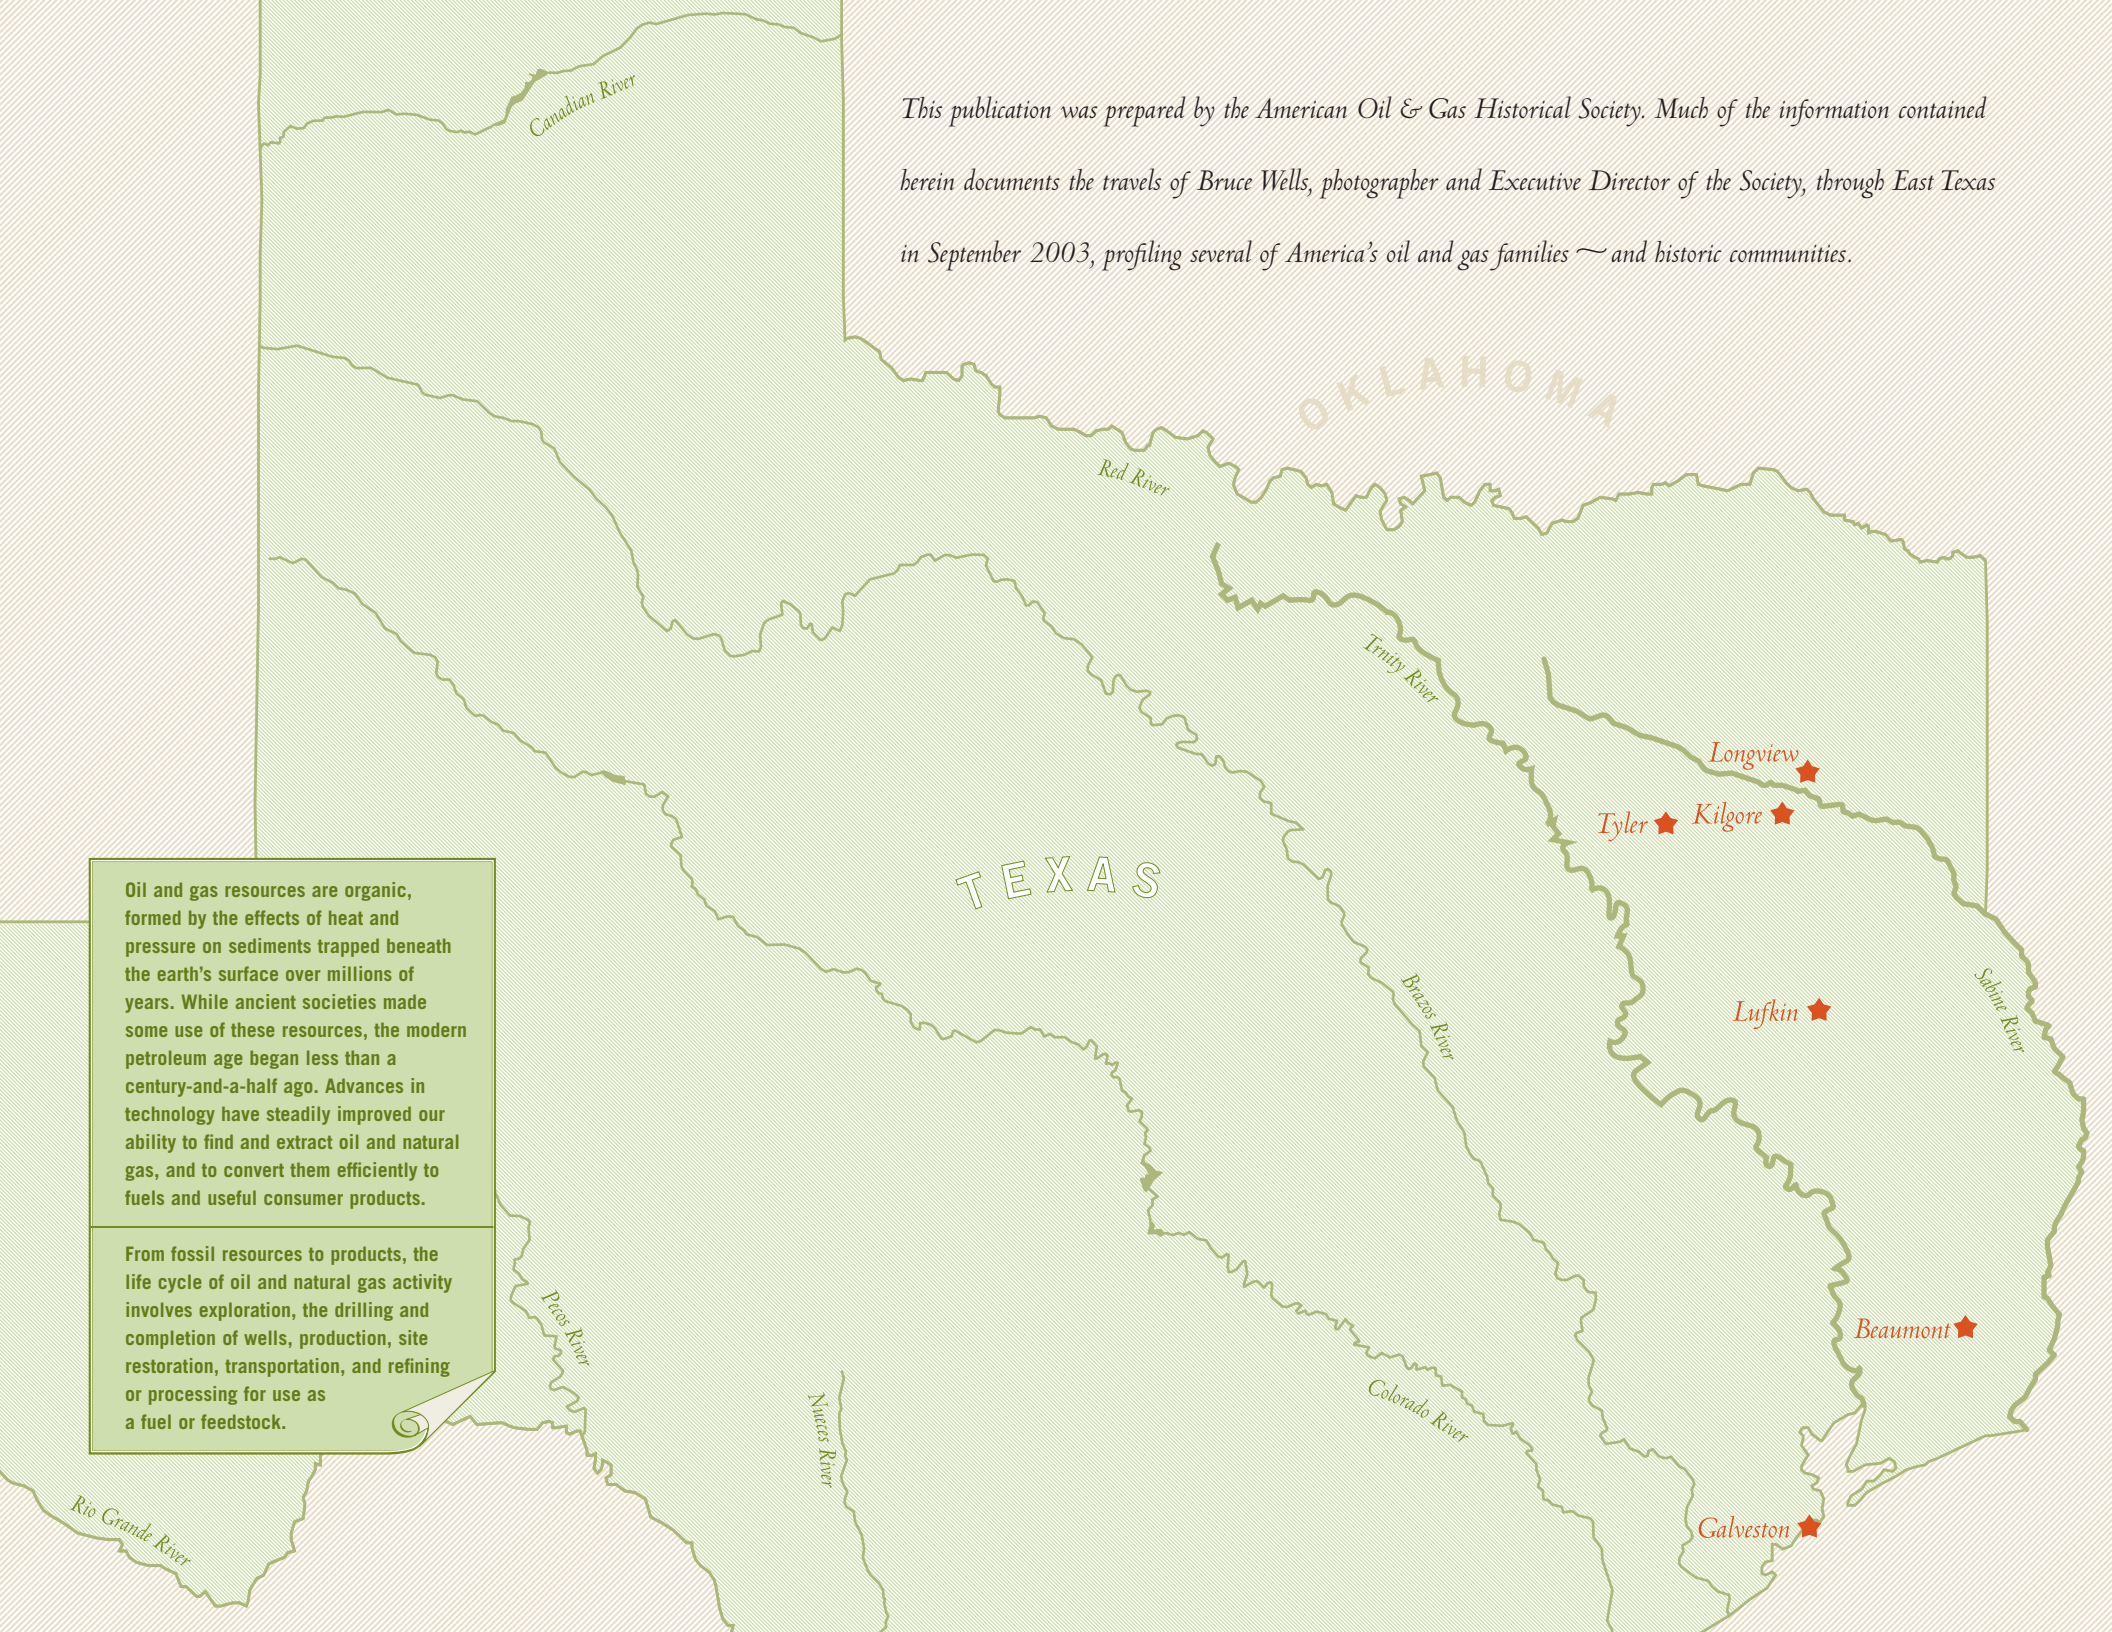 Canadian River
This publication was prepared by the American Oil & Gas Historical Society. Much of the information contained
herein documents the travels of Bruce Wells, photographer and Executive Director of the Society, through East Texas
in September 2003, profiling several of America's oil and gas families ~ and historic communities.
OKLAHOMA
Red River
Trnity River
Longview
Tyler
Kilgore
TEXAS
Brazos River
Lufkin
Sabine River
Oil and gas resources are organic,
formed by the effects of heat and
pressure on sediments trapped beneath
the earth's surface over millions of
years. While ancient societies made
some use of these resources, the modern
petroleum age began less than a
century-and-a-half ago. Advances in
technology have steadily improved our
ability to find and extract oil and natural
gas, and to convert them efficiently to
fuels and useful consumer products.
From fossil resources to products, the
life cycle of oil and natural gas activity
involves exploration, the drilling and
completion of wells, production, site
restoration, transportation, and refining
or processing for use as
a fuel or feedstock.
Pecos River
Nueces River
Colorado River
Beaumont
Galveston
Rio Grande River